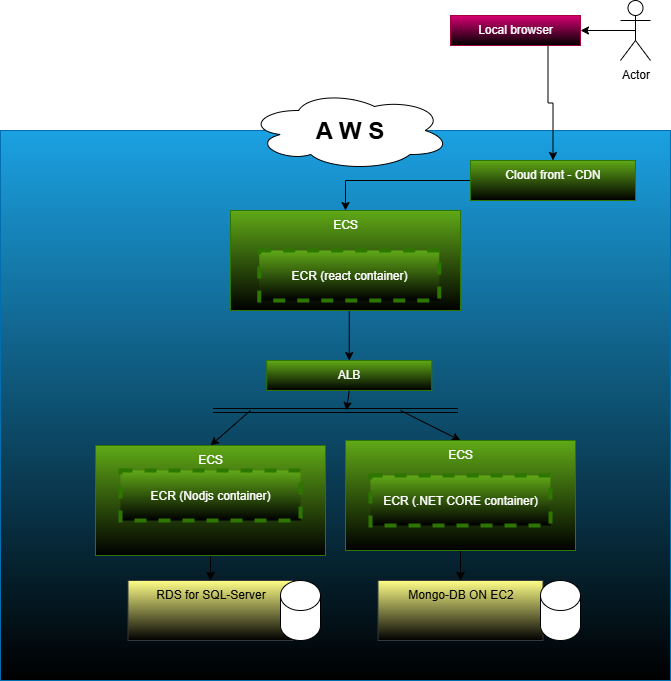 Local browser
Actor
A W S
Cloud front - CDN
ECS
ECR (react container)
ALB
ECS
ECR (Nodjs container)
ECS
ECR (.NET CORE container)
RDS for SQL-Server
Mongo-DB ON EC2